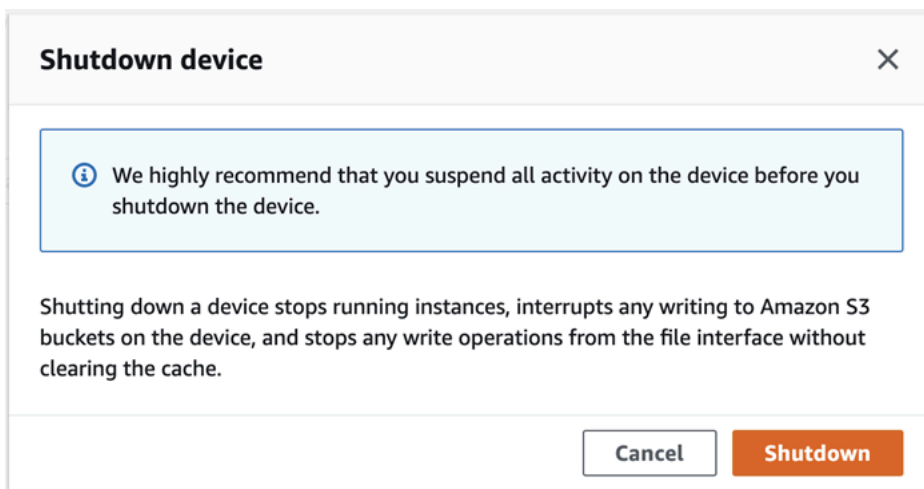 Shutdown device
We highly recommend that you suspend all activity on the device before you
shutdown the device.
Shutting down a device stops running instances, interrupts any writing to Amazon S3
buckets on the device, and stops any write operations from the file interface without
clearing the cache.
Cancel
Shutdown